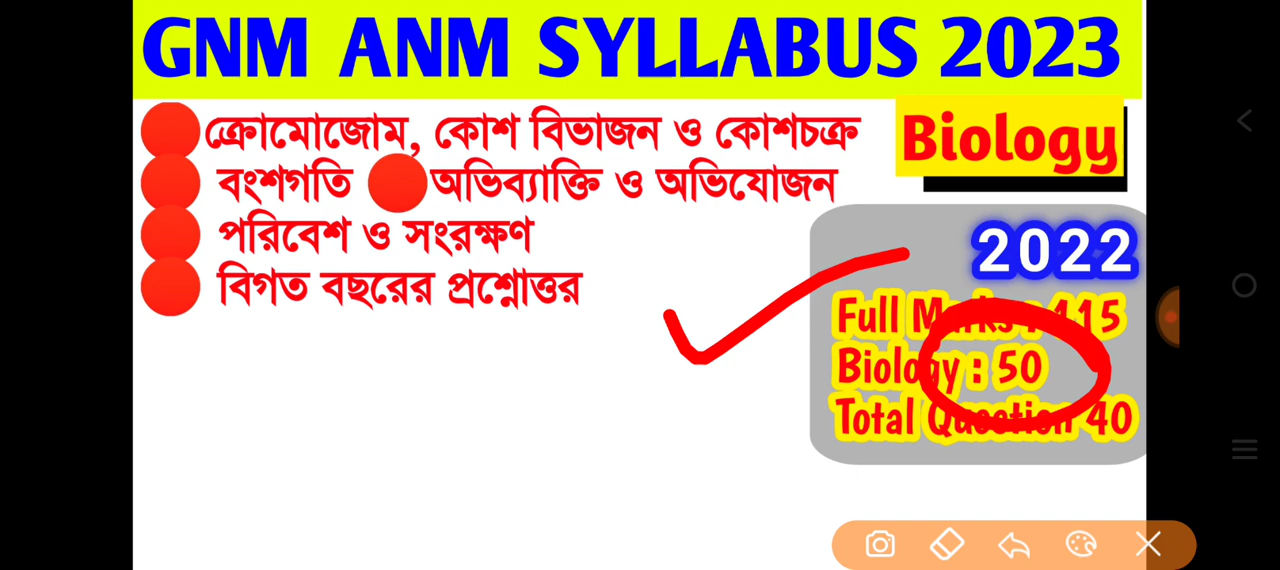 GNM ANM SYLLABUS 2023
ক্রোমোজোম, কোশ বিভাজন ও কোশচক্র
বংশগতি অভিব্যাক্তি ও অভিযোজন
পরিবেশ ও সংরক্ষণ
বিগত বছরের প্রশ্নোত্তর
Biology
2022
Full Marks : 115
Biology : 50
Total Question 40